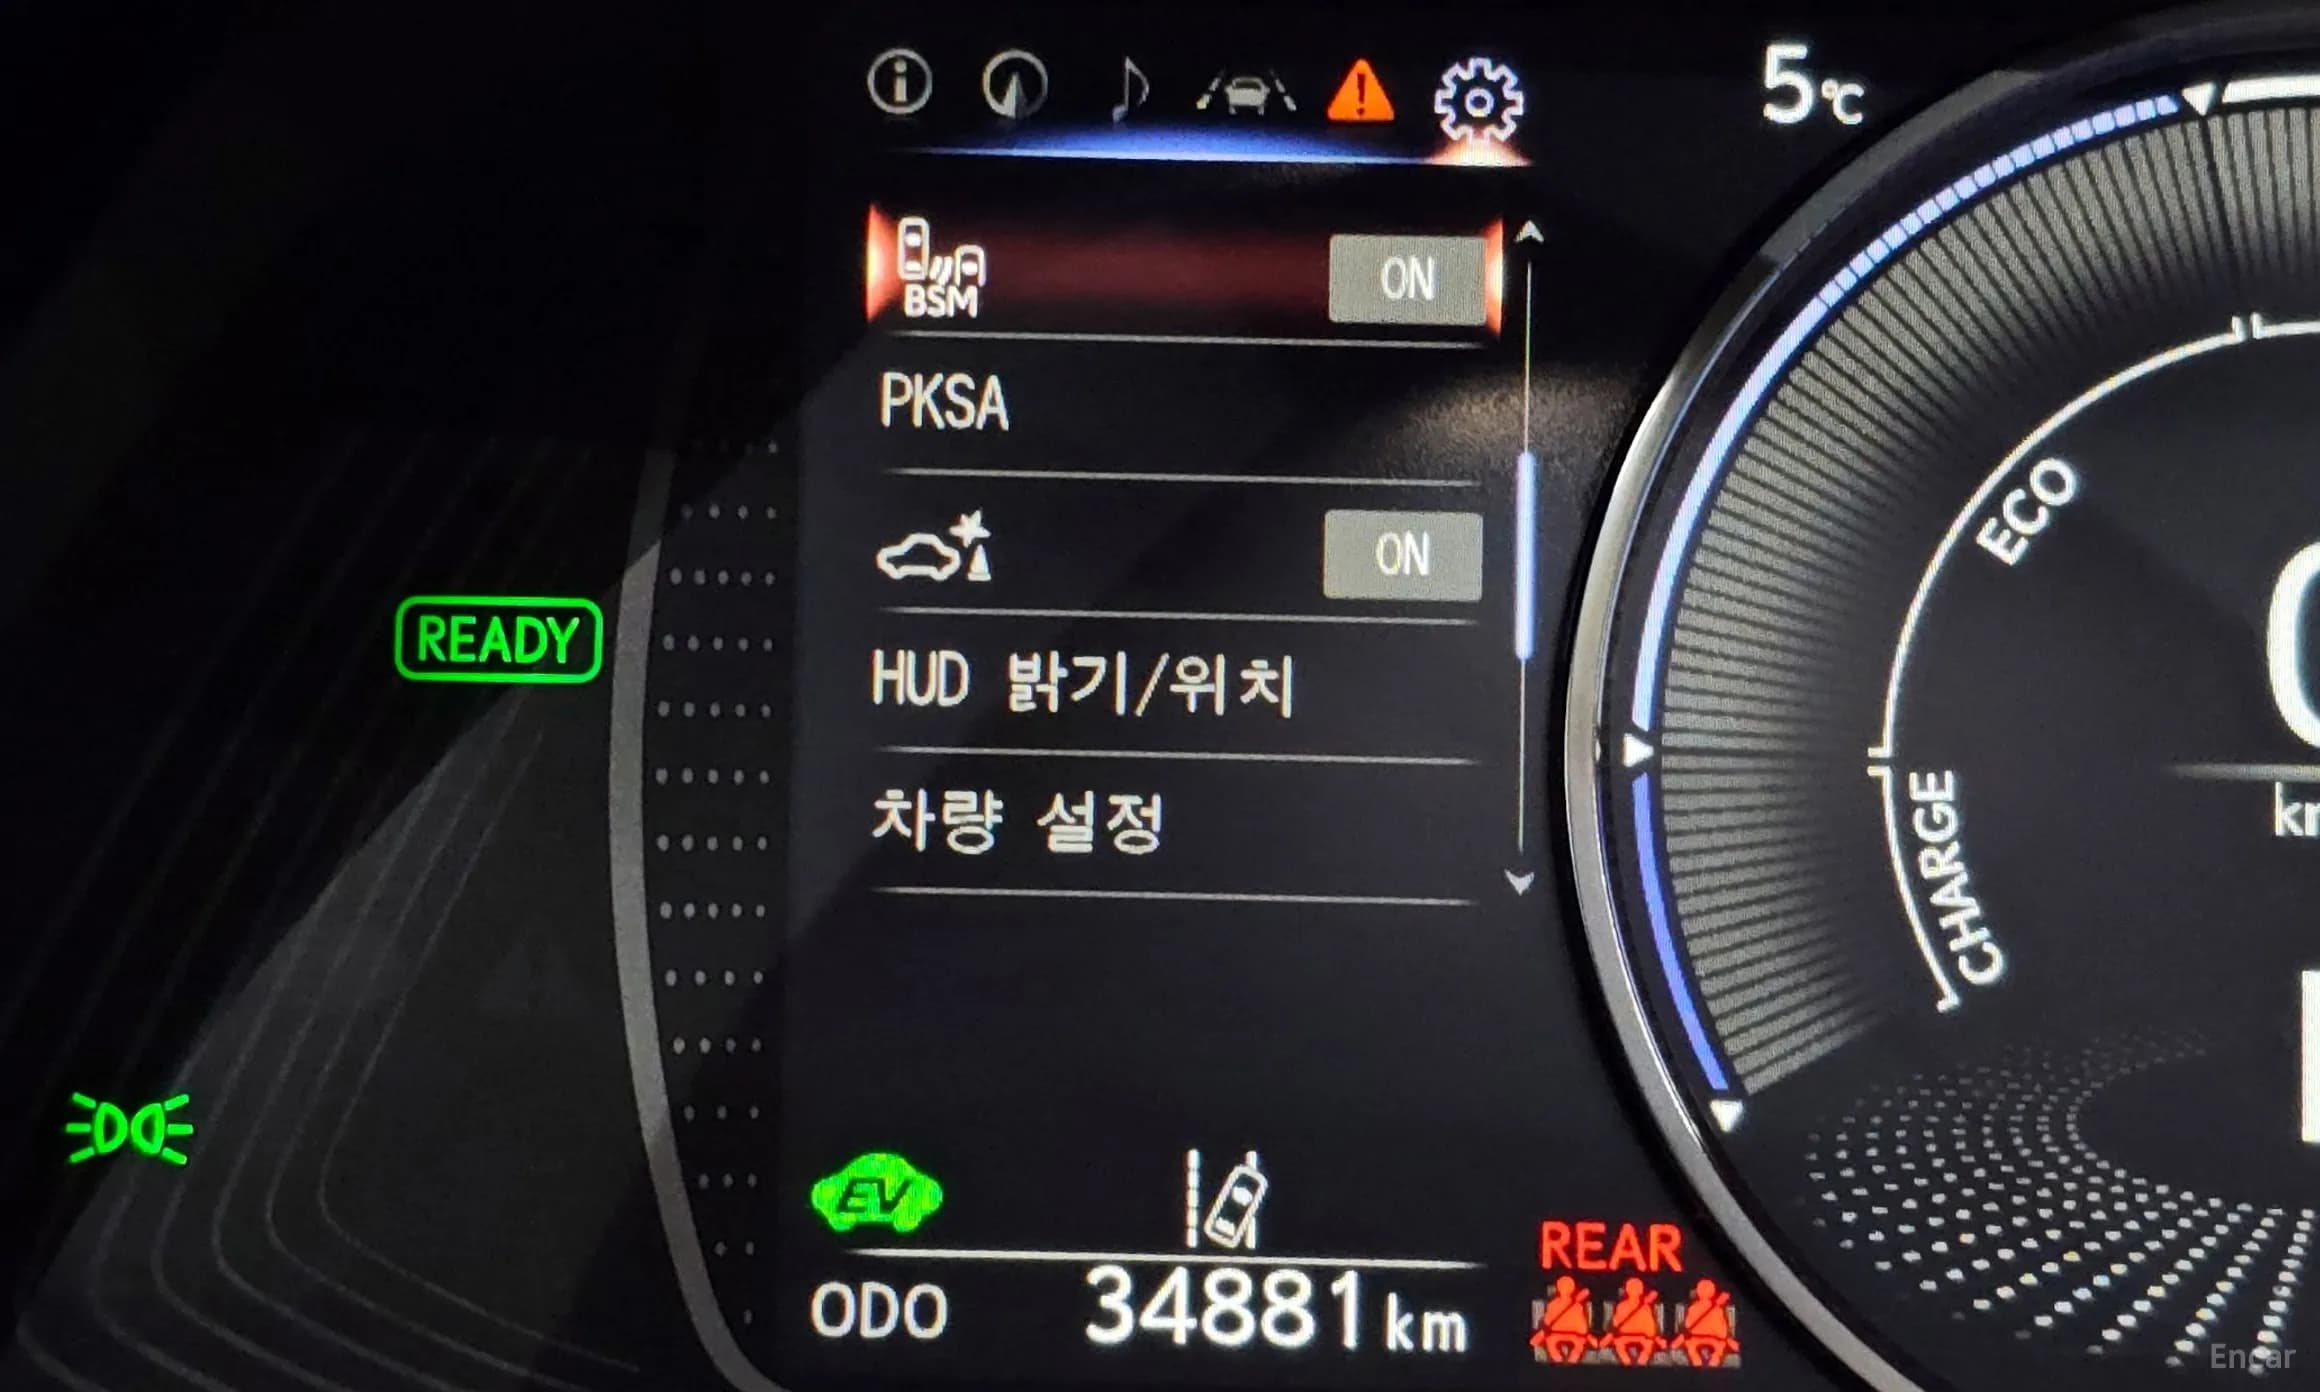 5℃
BSM ON
PKSA
ON
HUD 밝기/위치
차량 설정
READY
ECO
CHARGE
EV
REAR
ODO 34881 km
Encar